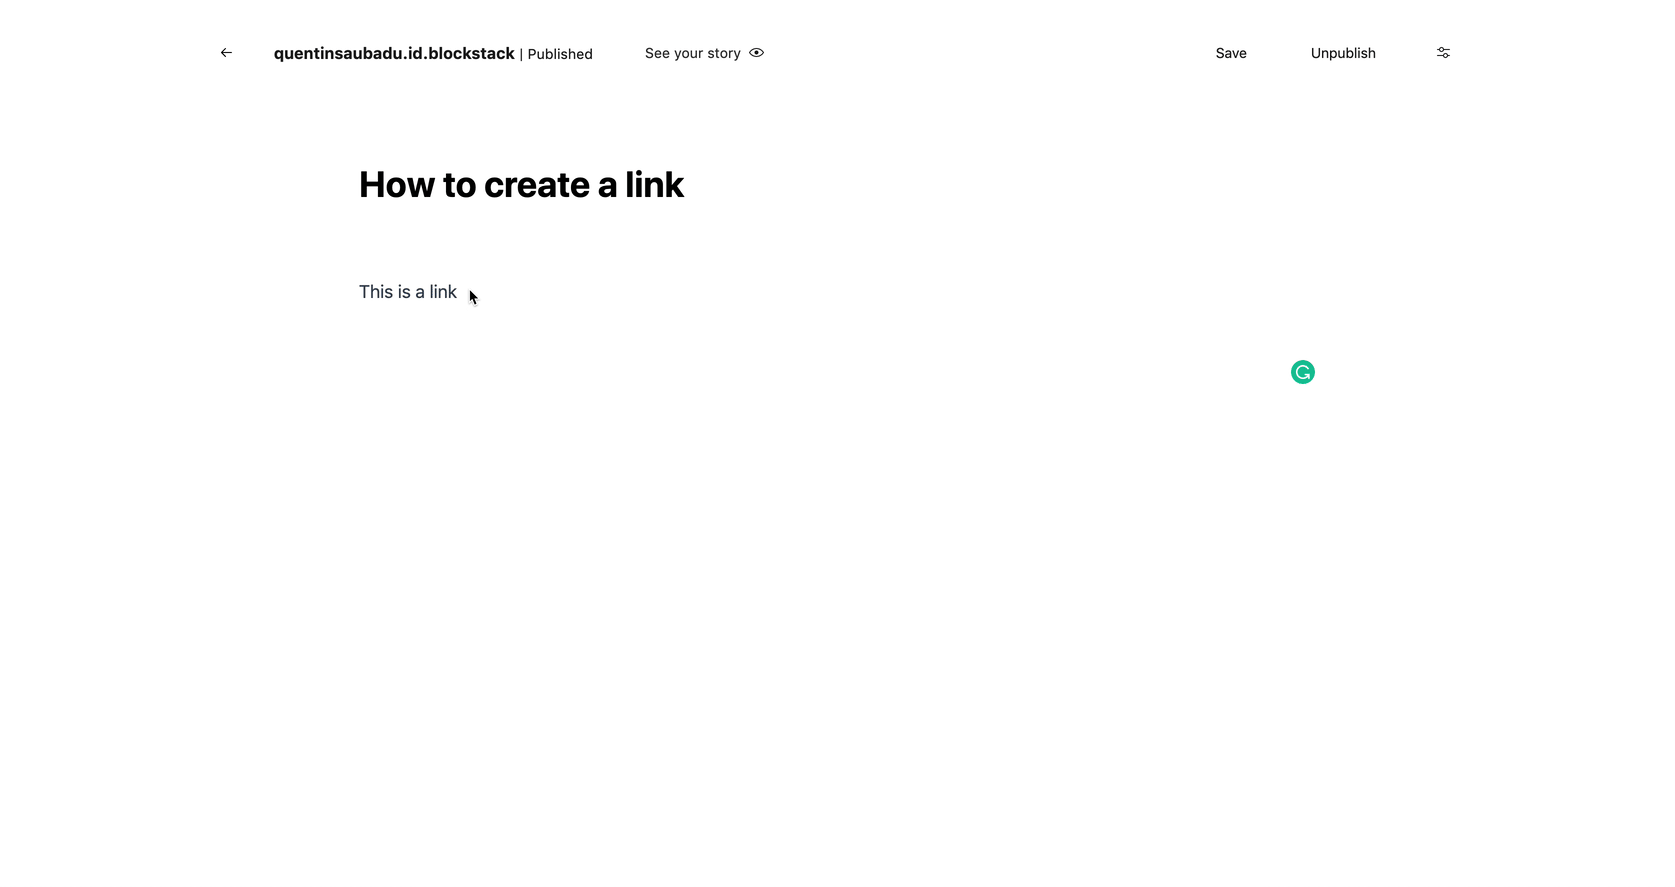 quentinsaubadu.id.blockstack | Published See your story Save Unpublish
How to create a link
This is a link